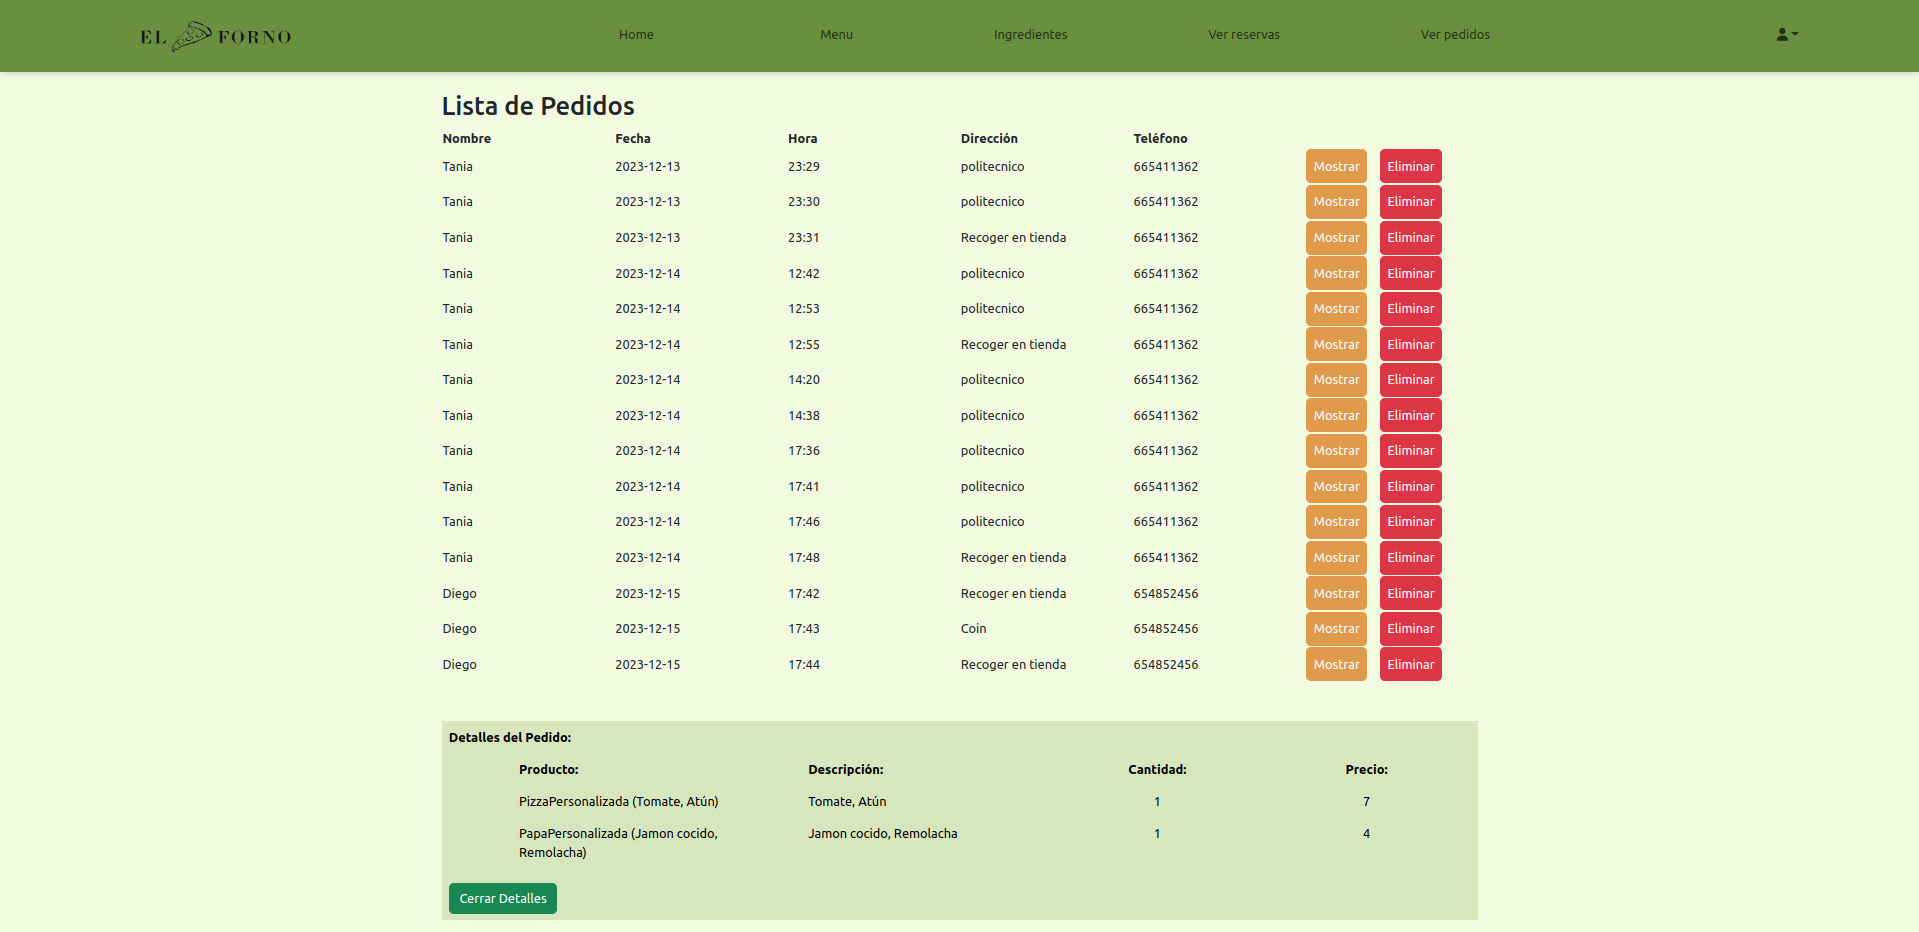 EL FORNO
Home Menu Ingredientes Ver reservas Ver pedidos
Lista de Pedidos
Nombre Fecha Hora Dirección Teléfono
Tania 2023-12-13 23:29 politecnico 665411362 Mostrar Eliminar
Tania 2023-12-13 23:30 politecnico 665411362 Mostrar Eliminar
Tania 2023-12-13 23:31 Recoger en tienda 665411362 Mostrar Eliminar
Tania 2023-12-14 12:42 politecnico 665411362 Mostrar Eliminar
Tania 2023-12-14 12:53 politecnico 665411362 Mostrar Eliminar
Tania 2023-12-14 12:55 Recoger en tienda 665411362 Mostrar Eliminar
Tania 2023-12-14 14:20 politecnico 665411362 Mostrar Eliminar
Tania 2023-12-14 14:38 politecnico 665411362 Mostrar Eliminar
Tania 2023-12-14 17:36 politecnico 665411362 Mostrar Eliminar
Tania 2023-12-14 17:41 politecnico 665411362 Mostrar Eliminar
Tania 2023-12-14 17:46 politecnico 665411362 Mostrar Eliminar
Tania 2023-12-14 17:48 Recoger en tienda 665411362 Mostrar Eliminar
Diego 2023-12-15 17:42 Recoger en tienda 654852456 Mostrar Eliminar
Diego 2023-12-15 17:43 Coin 654852456 Mostrar Eliminar
Diego 2023-12-15 17:44 Recoger en tienda 654852456 Mostrar Eliminar
Detalles del Pedido:
Producto: Descripción: Cantidad: Precio:
PizzaPersonalizada (Tomate, Atún) Tomate, Atún 1 7
PapaPersonalizada (Jamon cocido, Jamon cocido, Remolacha 1 4
Remolacha)
Cerrar Detalles